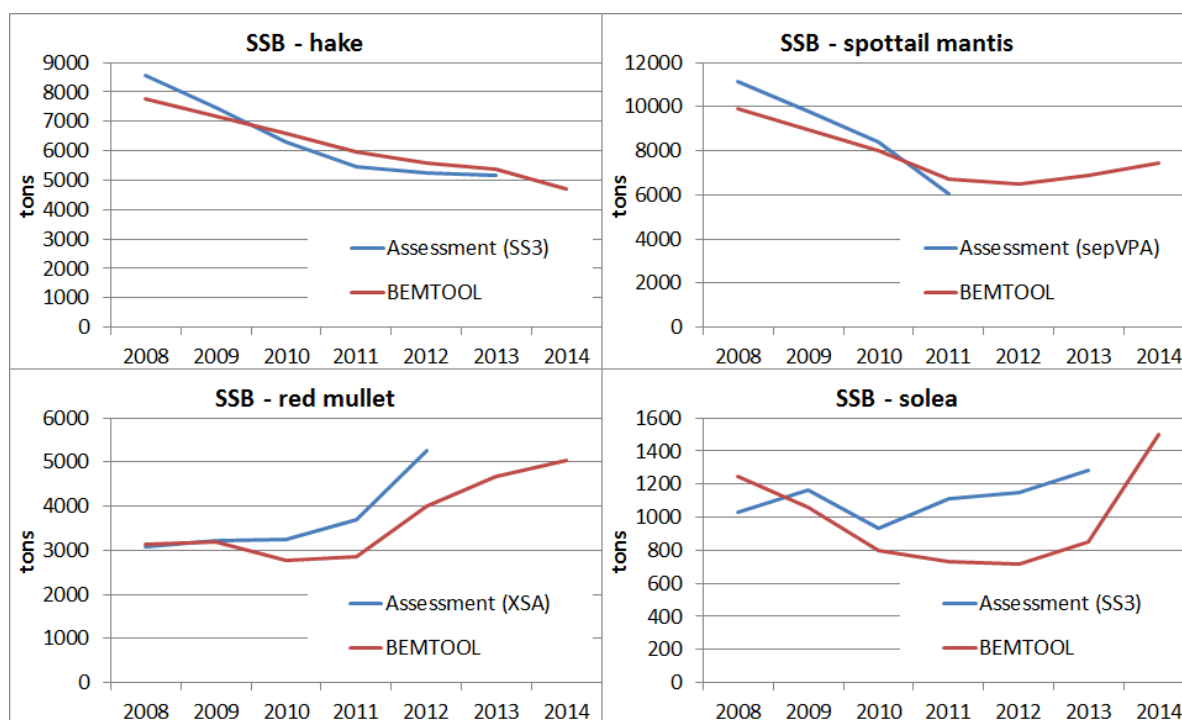 SSB - hake
9000
8000
7000
6000
5000
4000
3000
2000
1000
0
tons
Assessment (SS3)
BEMTOOL
2008 2009 2010 2011 2012 2013 2014
SSB - spottail mantis
12000
10000
8000
6000
4000
2000
0
tons
Assessment (sepVPA)
BEMTOOL
2008 2009 2010 2011 2012 2013 2014
SSB - red mullet
6000
5000
4000
3000
2000
1000
0
tons
Assessment (XSA)
BEMTOOL
2008 2009 2010 2011 2012 2013 2014
SSB - solea
1600
1400
1200
1000
800
600
400
200
0
tons
Assessment (SS3)
BEMTOOL
2008 2009 2010 2011 2012 2013 2014